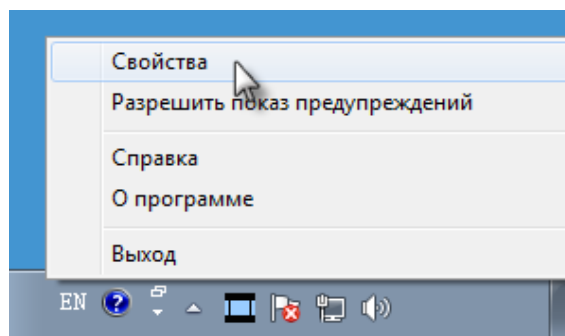 Свойства
Разрешить показ предупреждений
Справка
О программе
Выход
EN